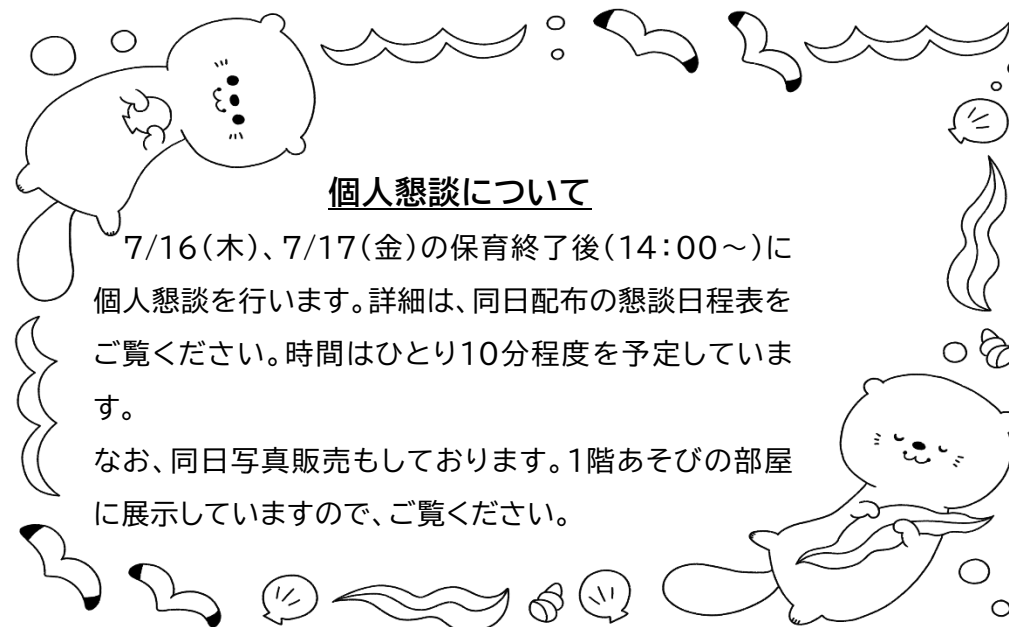 個人懇談について
7/16(木)、7/17(金)の保育終了後(14:00～)に
個人懇談を行います。詳細は、同日配布の懇談日程表を
ご覧ください。時間はひとり10分程度を予定していま
す。
なお、同日写真販売もしております。1階あそびの部屋
に展示していますので、ご覧ください。